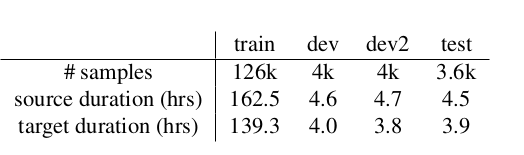 train dev dev2 test
# samples 126k 4k 4k 3.6k
source duration (hrs) 162.5 4.6 4.7 4.5
target duration (hrs) 139.3 4.0 3.8 3.9